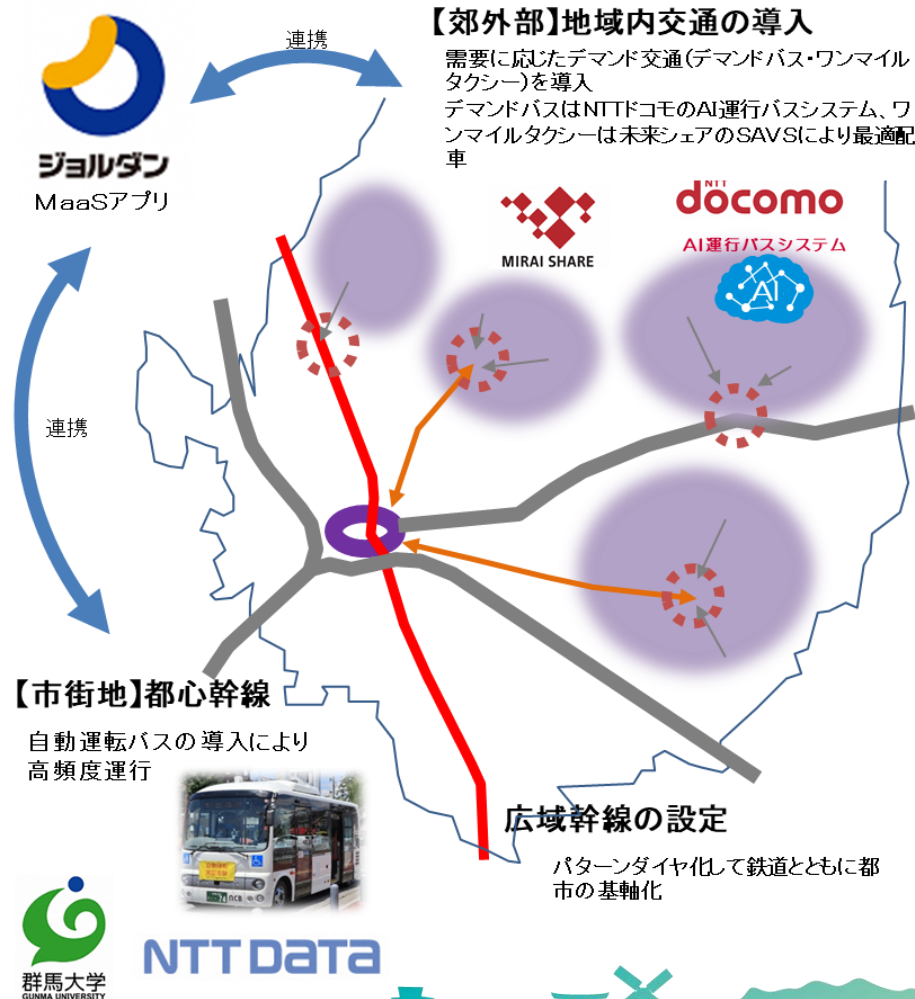 【郊外部】地域内交通の導入
連携
需要に応じたデマンド交通(デマンドバス・ワンマイル
タクシー)を導入
デマンドバスはNTTドコモのAI運行バスシステム、ワ
ンマイルタクシーは未来シェアのSAVSにより最適配
車
ジョルダン
MaaSアプリ
MIRAI SHARE
NTT
döcomo
AI運行バスシステム
AI
連携
【市街地】都心幹線
自動運転バスの導入により
高頻度運行
広域幹線の設定
パターンダイヤ化して鉄道とともに都
市の基軸化
群馬大学
GUNMA UNIVERSITY
NTT DATA